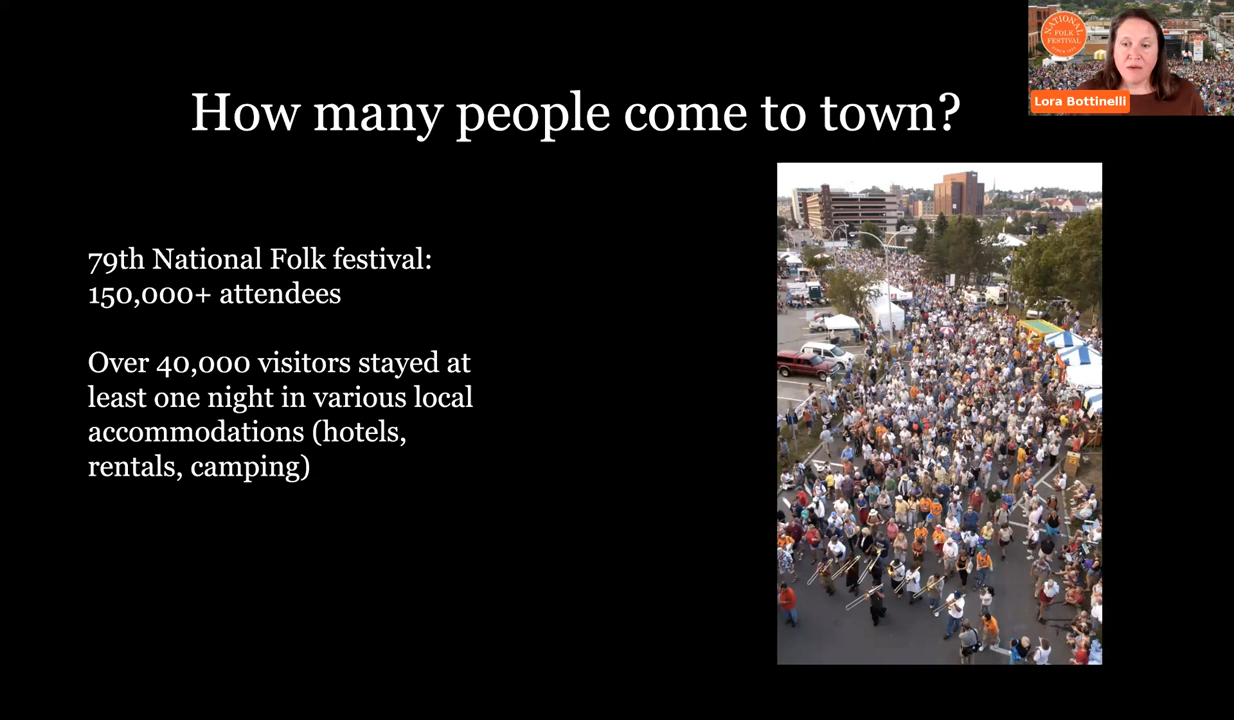 How many people come to town?
NATIONAL
FOLK
FESTIVAL
Lora Bottinelli
79th National Folk festival:
150,000+ attendees
Over 40,000 visitors stayed at
least one night in various local
accommodations (hotels,
rentals, camping)